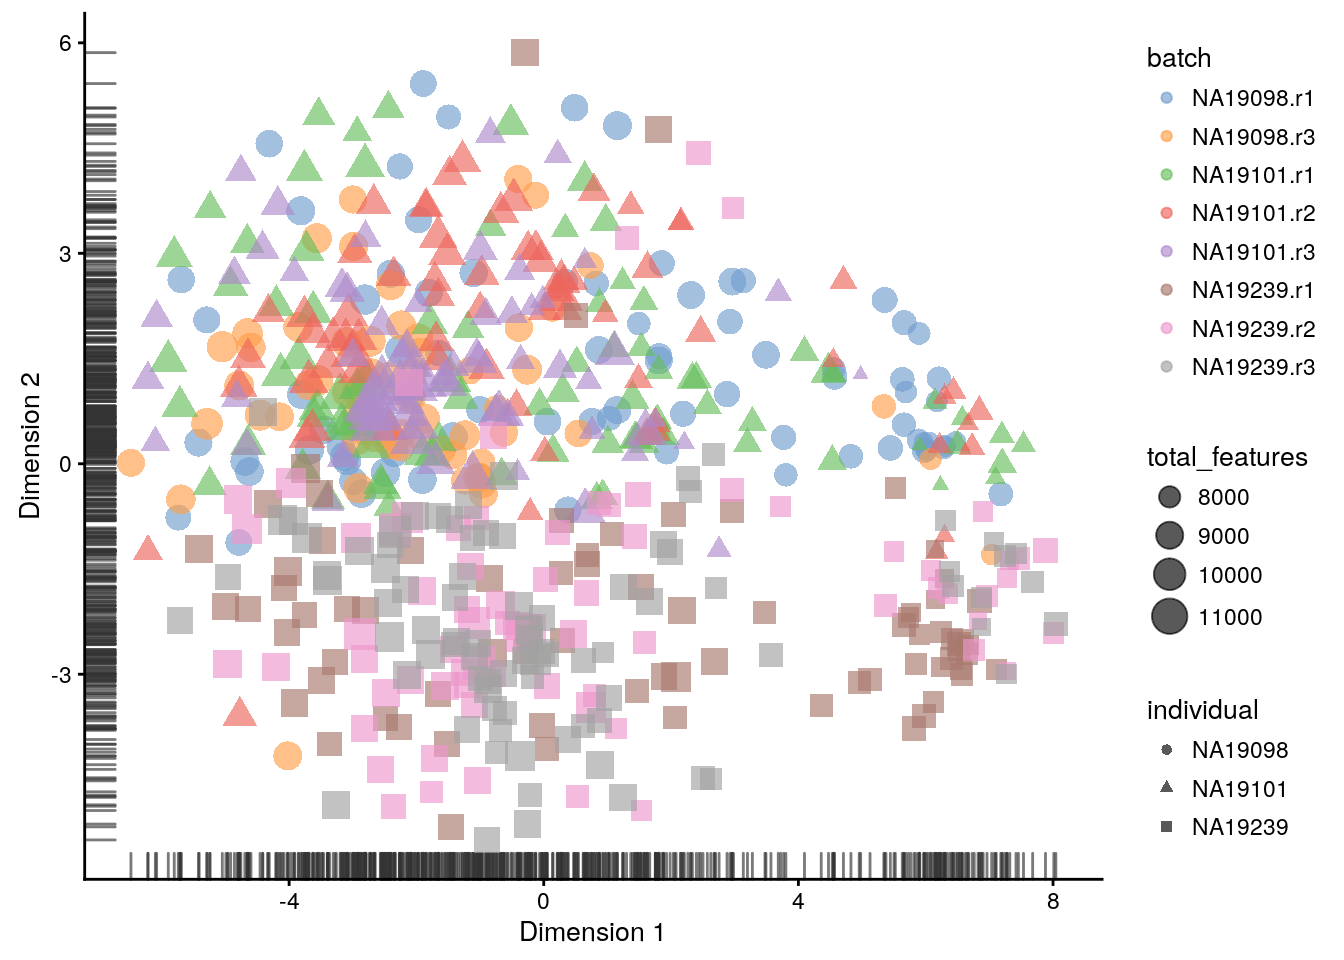 6
3
0
-3
Dimension 2
-4
0
4
8
Dimension 1
batch
NA19098.r1
NA19098.r3
NA19101.r1
NA19101.r2
NA19101.r3
NA19239.r1
NA19239.r2
NA19239.r3
total_features
8000
9000
10000
11000
individual
NA19098
NA19101
NA19239